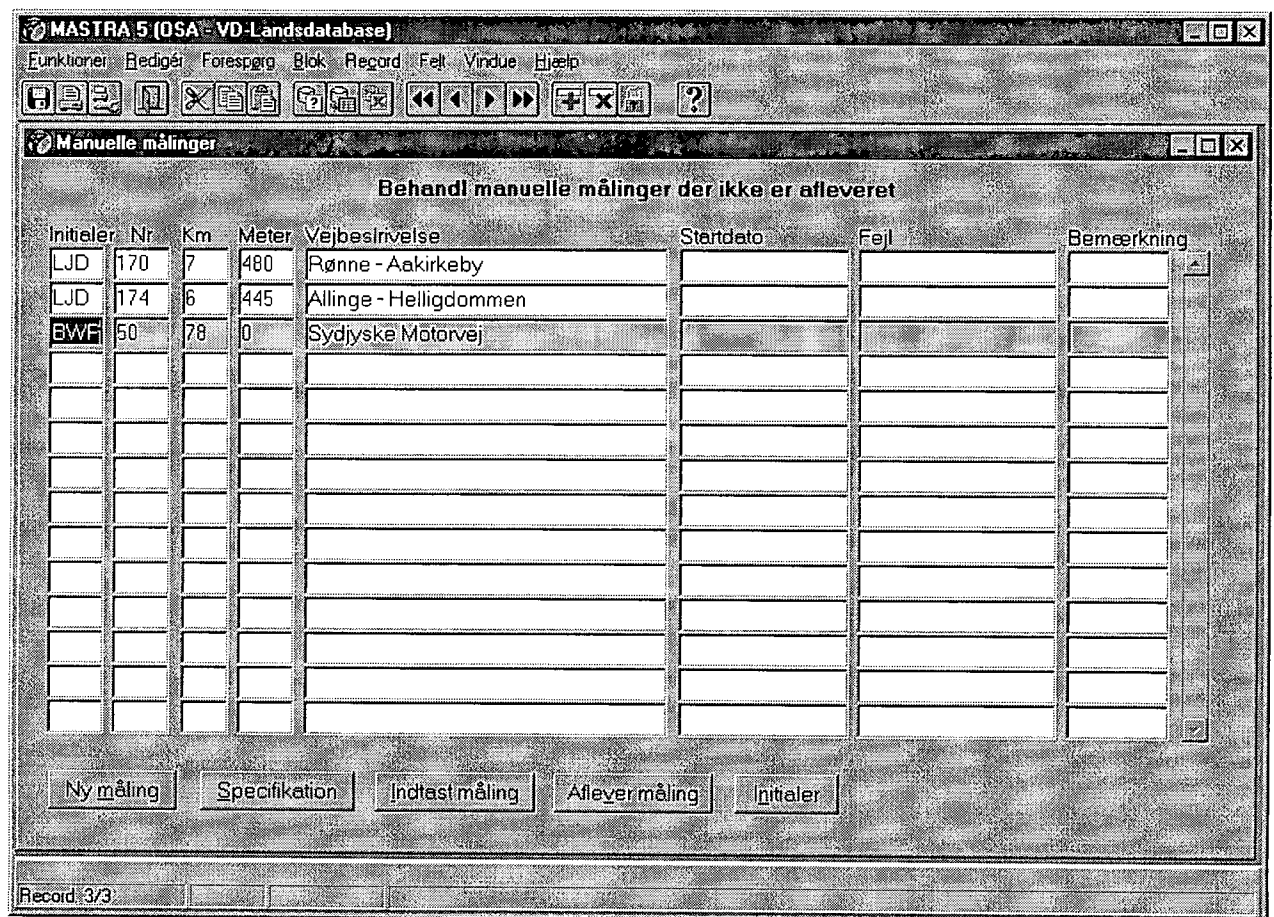 MASTRA 5 (OSA - VD-Landsdatabase)
Funktioner Redigér Forespørg Blok Record Felt Vindue Hjælp
Manuelle målinger
Behandl manuelle målinger der ikke er afleveret
Initialer Nr Km Meter Vejbeskrivelse Startdato Fejl Bemærkning
LJD 170 7 480 Rønne - Aakirkeby
LJD 174 6 445 Allinge - Helligdommen
50 78 0 Sydjyske Motorvej
Ny måling Specifikation Indtast måling Aflever måling Initialer
Record: 3/3